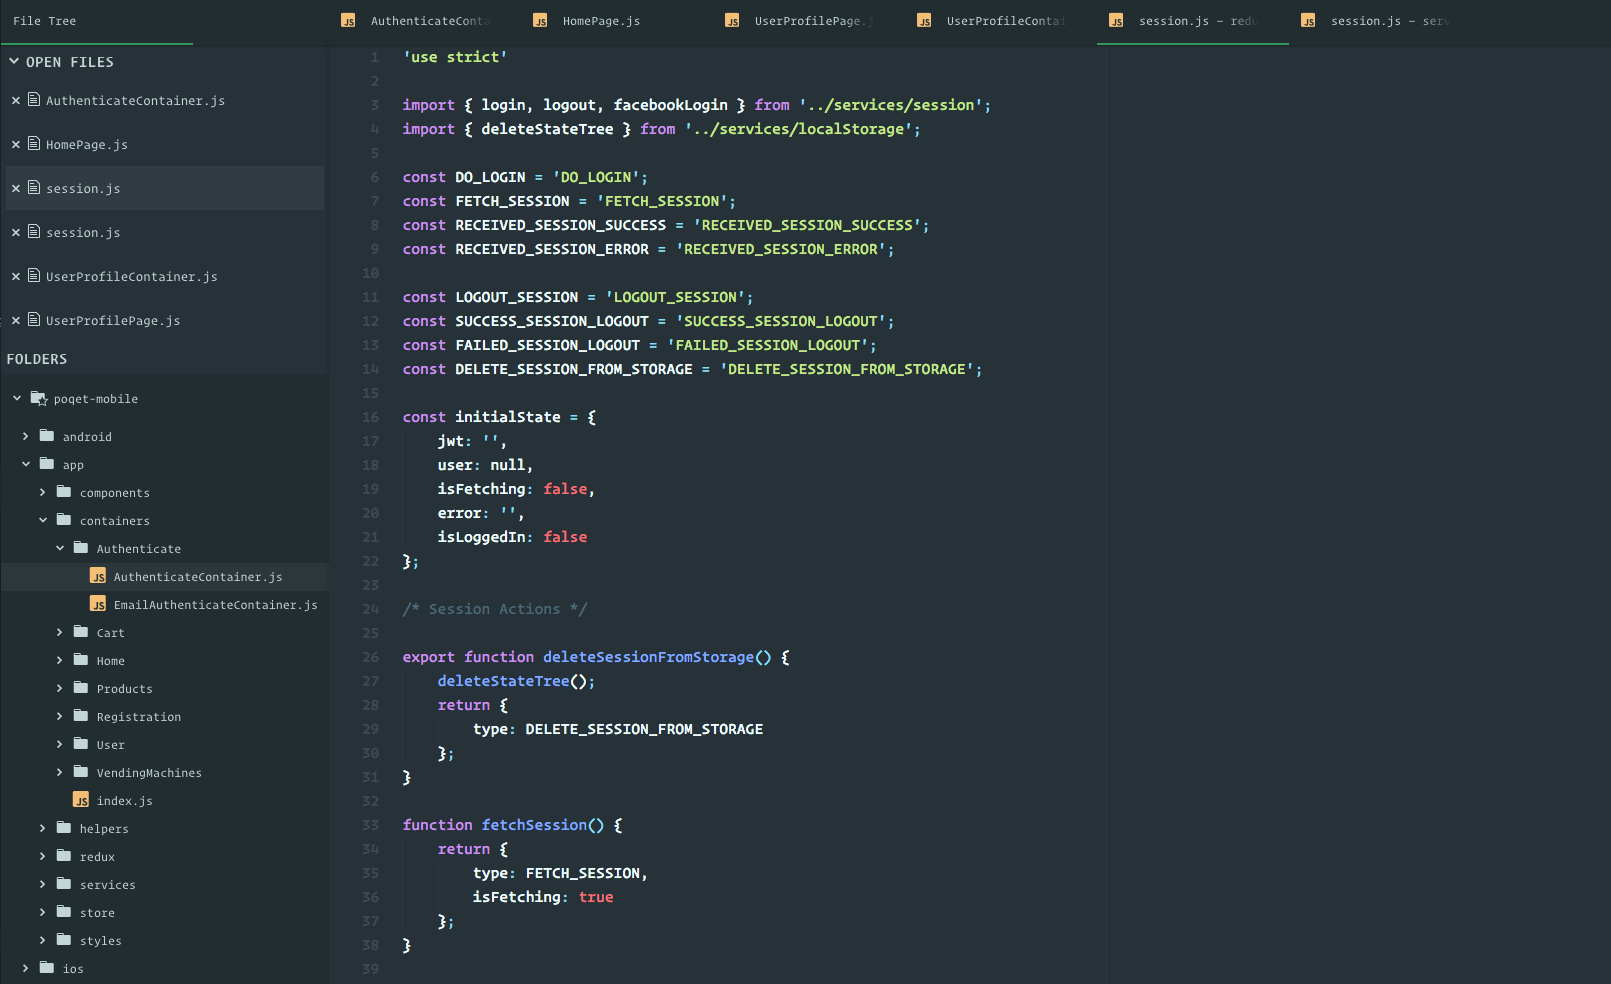 File Tree
OPEN FILES
AuthenticateContainer.js
HomePage.js
session.js
session.js
UserProfileContainer.js
UserProfilePage.js
FOLDERS
poqet-mobile
android
app
components
containers
Authenticate
JS AuthenticateContainer.js
JS EmailAuthenticateContainer.js
Cart
Home
Products
Registration
User
VendingMachines
JS index.js
helpers
redux
services
store
styles
ios
JS AuthenticateConta JS HomePage.js JS UserProfilePage.j JS UserProfileContai JS session.js — redu JS session.js — serv
1 'use strict'
2
3 import { login, logout, facebookLogin } from '../services/session';
4 import { deleteStateTree } from '../services/localStorage';
5
6 const DO_LOGIN = 'DO_LOGIN';
7 const FETCH_SESSION = 'FETCH_SESSION';
8 const RECEIVED_SESSION_SUCCESS = 'RECEIVED_SESSION_SUCCESS';
9 const RECEIVED_SESSION_ERROR = 'RECEIVED_SESSION_ERROR';
10
11 const LOGOUT_SESSION = 'LOGOUT_SESSION';
12 const SUCCESS_SESSION_LOGOUT = 'SUCCESS_SESSION_LOGOUT';
13 const FAILED_SESSION_LOGOUT = 'FAILED_SESSION_LOGOUT';
14 const DELETE_SESSION_FROM_STORAGE = 'DELETE_SESSION_FROM_STORAGE';
15
16 const initialState = {
17 jwt: '',
18 user: null,
19 isFetching: false,
20 error: '',
21 isLoggedIn: false
22 };
23
24 /* Session Actions */
25
26 export function deleteSessionFromStorage() {
27 deleteStateTree();
28 return {
29 type: DELETE_SESSION_FROM_STORAGE
30 };
31 }
32
33 function fetchSession() {
34 return {
35 type: FETCH_SESSION,
36 isFetching: true
37 };
38 }
39